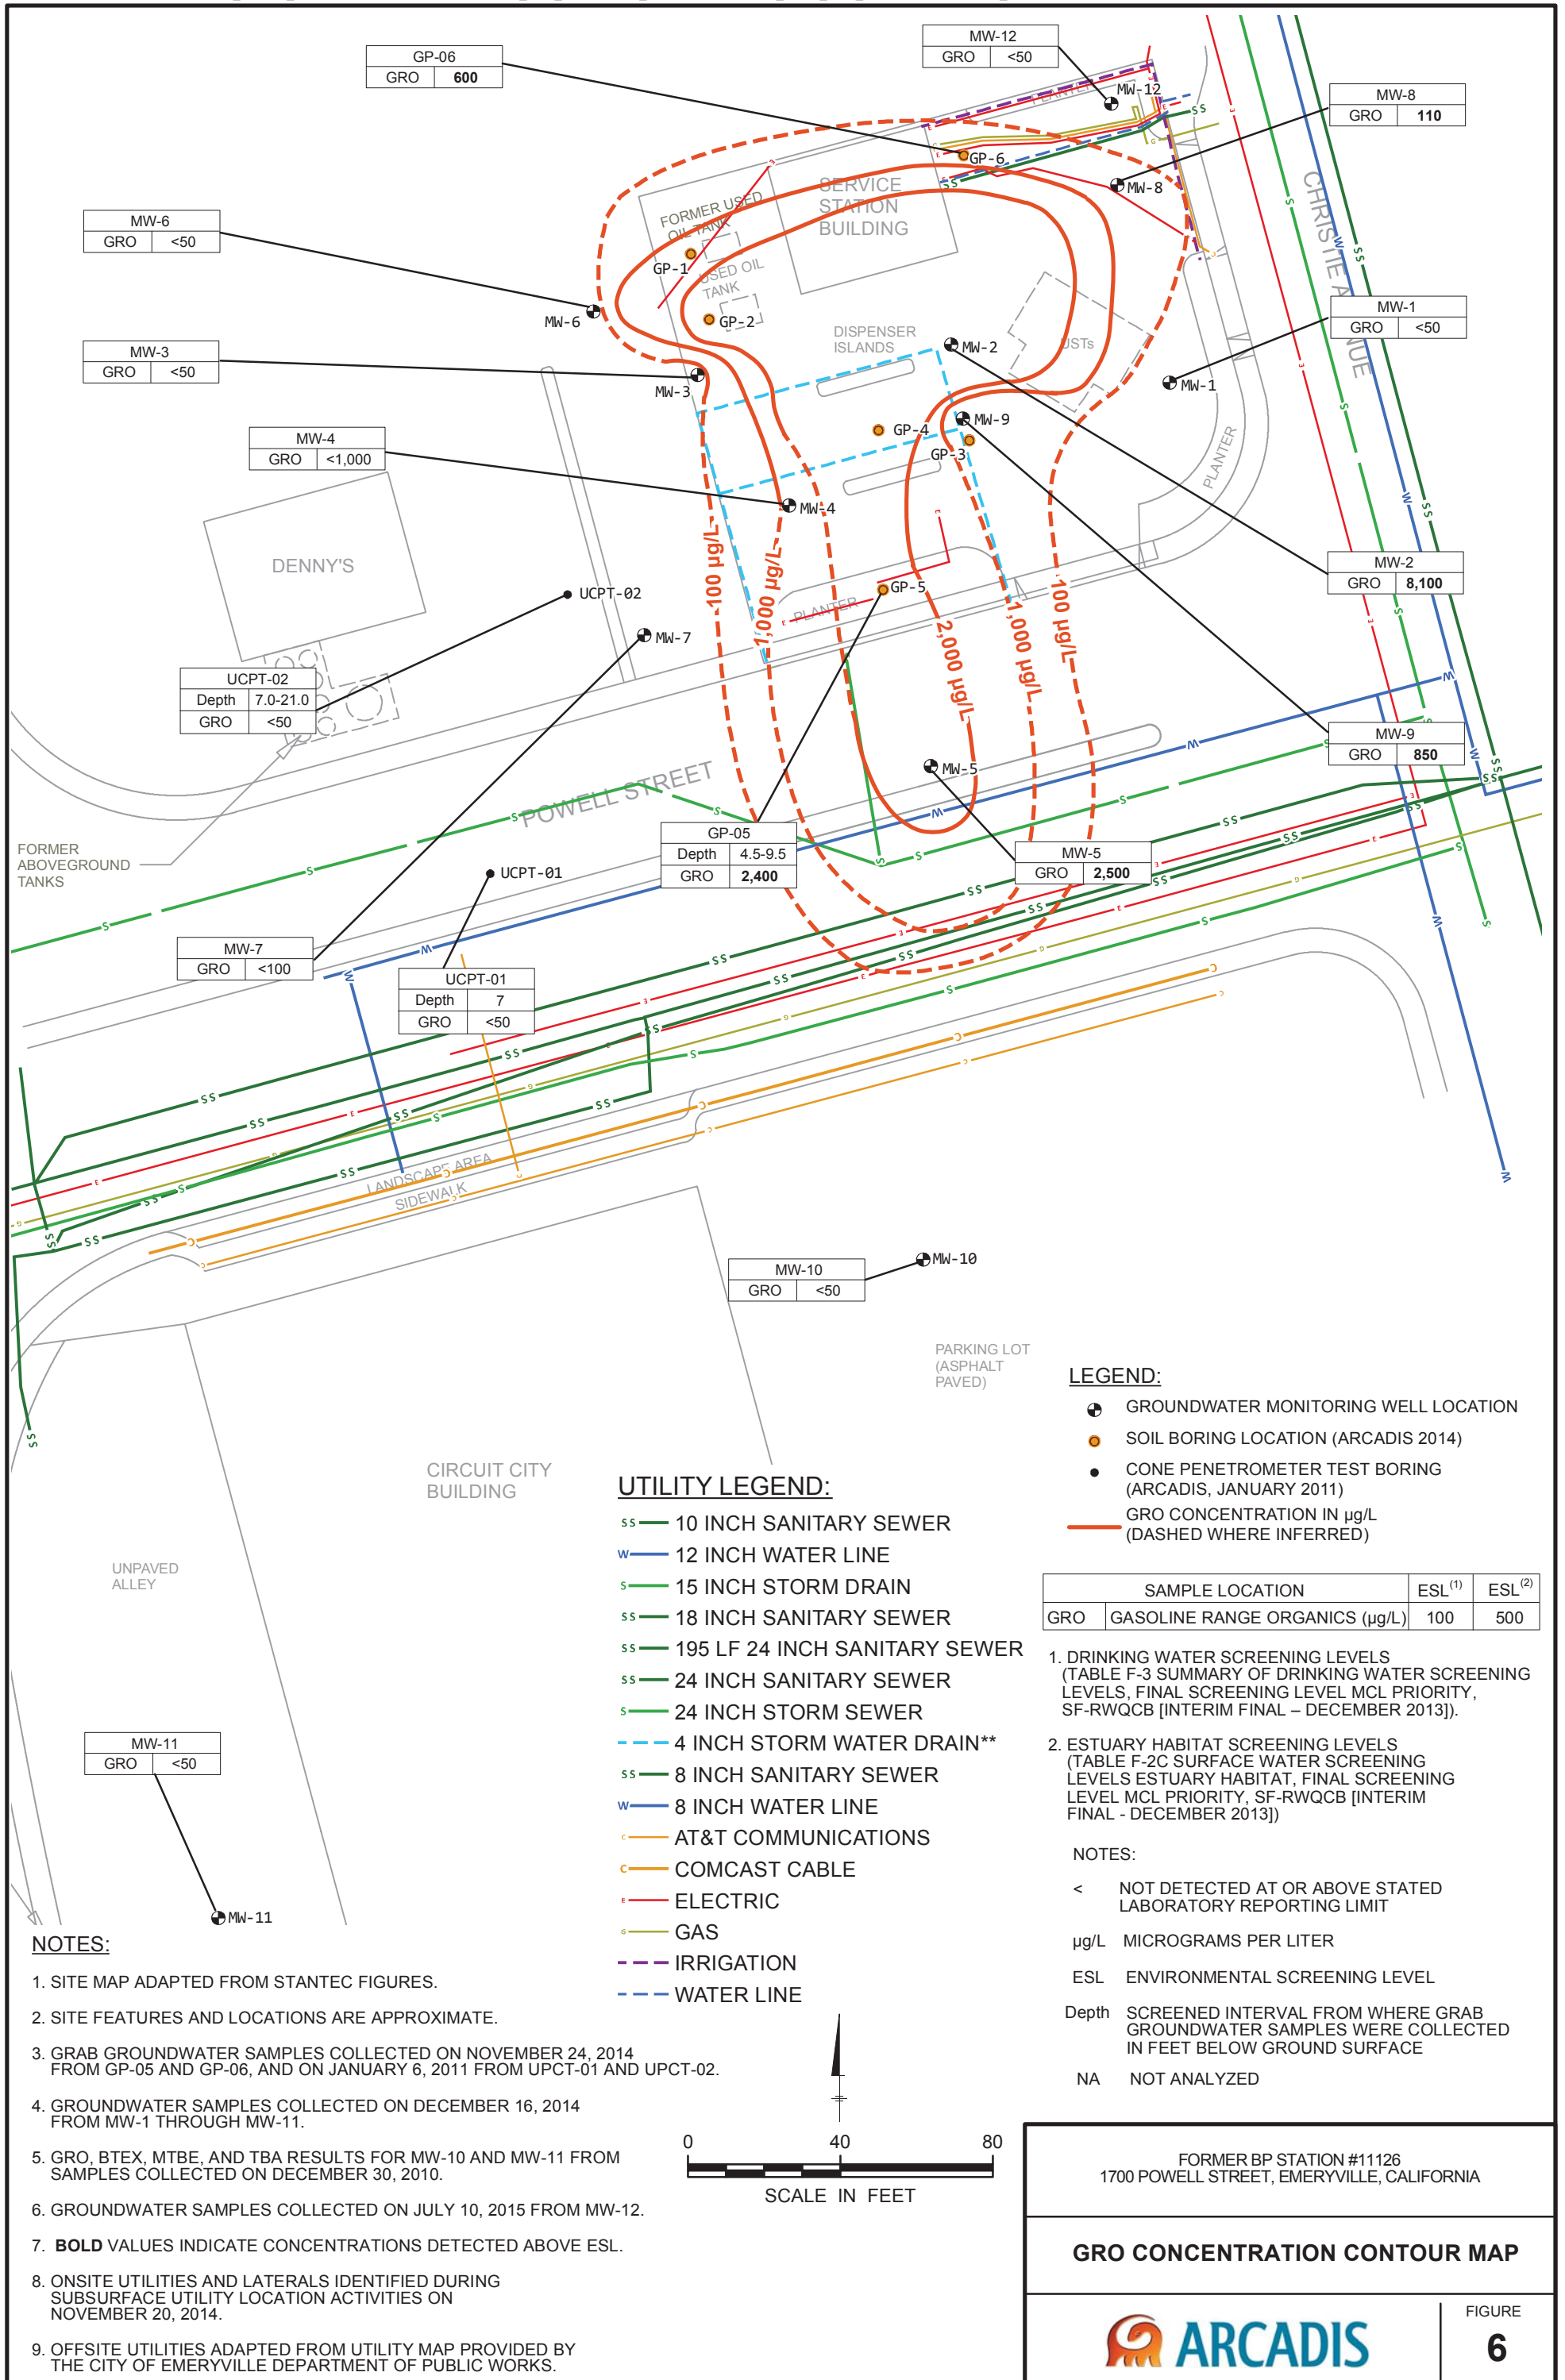 GP-06
GRO 600
MW-12
GRO <50
MW-8
GRO 110
MW-6
GRO <50
MW-3
GRO <50
MW-4
GRO <1,000
MW-1
GRO <50
MW-2
GRO 8,100
MW-9
GRO 850
UCPT-02
Depth 7.0-21.0
GRO <50
GP-05
Depth 4.5-9.5
GRO 2,400
MW-5
GRO 2,500
MW-7
GRO <100
UCPT-01
Depth 7
GRO <50
MW-10
GRO <50
MW-11
GRO <50
PLANTER
MW-12
GP-6
MW-8
SERVICE
STATION
BUILDING
FORMER USED
OIL TANK
GP-1
USED OIL
TANK
GP-2
MW-6
MW-3
DISPENSER
ISLANDS
MW-2
USTs
MW-1
MW-9
GP-4
GP-3
MW-4
PLANTER
CHRISTIE AVENUE
DENNY'S
UCPT-02
MW-7
GP-5
PLANTER
100 µg/L
1,000 µg/L
2,000 µg/L
1,000 µg/L
100 µg/L
MW-5
POWELL STREET
FORMER
ABOVEGROUND
TANKS
UCPT-01
LANDSCAPE AREA
SIDEWALK
MW-10
PARKING LOT
(ASPHALT
PAVED)
CIRCUIT CITY
BUILDING
UNPAVED
ALLEY
MW-11
LEGEND:
GROUNDWATER MONITORING WELL LOCATION
SOIL BORING LOCATION (ARCADIS 2014)
CONE PENETROMETER TEST BORING
(ARCADIS, JANUARY 2011)
GRO CONCENTRATION IN µg/L
(DASHED WHERE INFERRED)
UTILITY LEGEND:
SS 10 INCH SANITARY SEWER
W 12 INCH WATER LINE
S 15 INCH STORM DRAIN
SS 18 INCH SANITARY SEWER
SS 195 LF 24 INCH SANITARY SEWER
SS 24 INCH SANITARY SEWER
S 24 INCH STORM SEWER
4 INCH STORM WATER DRAIN**
SS 8 INCH SANITARY SEWER
W 8 INCH WATER LINE
C AT&T COMMUNICATIONS
C COMCAST CABLE
E ELECTRIC
G GAS
IRRIGATION
WATER LINE
SAMPLE LOCATION ESL(1) ESL(2)
GRO GASOLINE RANGE ORGANICS (µg/L) 100 500
1. DRINKING WATER SCREENING LEVELS
(TABLE F-3 SUMMARY OF DRINKING WATER SCREENING
LEVELS, FINAL SCREENING LEVEL MCL PRIORITY,
SF-RWQCB [INTERIM FINAL – DECEMBER 2013]).
2. ESTUARY HABITAT SCREENING LEVELS
(TABLE F-2C SURFACE WATER SCREENING
LEVELS ESTUARY HABITAT, FINAL SCREENING
LEVEL MCL PRIORITY, SF-RWQCB [INTERIM
FINAL - DECEMBER 2013])
NOTES:
< NOT DETECTED AT OR ABOVE STATED
LABORATORY REPORTING LIMIT
µg/L MICROGRAMS PER LITER
ESL ENVIRONMENTAL SCREENING LEVEL
Depth SCREENED INTERVAL FROM WHERE GRAB
GROUNDWATER SAMPLES WERE COLLECTED
IN FEET BELOW GROUND SURFACE
NA NOT ANALYZED
NOTES:
1. SITE MAP ADAPTED FROM STANTEC FIGURES.
2. SITE FEATURES AND LOCATIONS ARE APPROXIMATE.
3. GRAB GROUNDWATER SAMPLES COLLECTED ON NOVEMBER 24, 2014
FROM GP-05 AND GP-06, AND ON JANUARY 6, 2011 FROM UPCT-01 AND UPCT-02.
4. GROUNDWATER SAMPLES COLLECTED ON DECEMBER 16, 2014
FROM MW-1 THROUGH MW-11.
5. GRO, BTEX, MTBE, AND TBA RESULTS FOR MW-10 AND MW-11 FROM
SAMPLES COLLECTED ON DECEMBER 30, 2010.
6. GROUNDWATER SAMPLES COLLECTED ON JULY 10, 2015 FROM MW-12.
7. BOLD VALUES INDICATE CONCENTRATIONS DETECTED ABOVE ESL.
8. ONSITE UTILITIES AND LATERALS IDENTIFIED DURING
SUBSURFACE UTILITY LOCATION ACTIVITIES ON
NOVEMBER 20, 2014.
9. OFFSITE UTILITIES ADAPTED FROM UTILITY MAP PROVIDED BY
THE CITY OF EMERYVILLE DEPARTMENT OF PUBLIC WORKS.
0 40 80
SCALE IN FEET
FORMER BP STATION #11126
1700 POWELL STREET, EMERYVILLE, CALIFORNIA
GRO CONCENTRATION CONTOUR MAP
ARCADIS
FIGURE
6